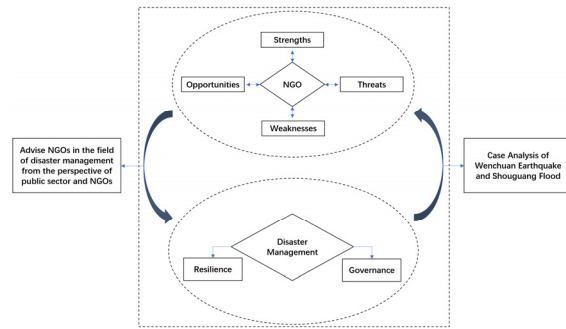 Strengths
Opportunities
NGO
Threats
Weaknesses
Advise NGOs in the field
of disaster management
from the perspective of
public sector and NGOs
Case Analysis of
Wenchuan Earthquake
and Shouguang Flood
Disaster
Management
Resilience
Governance